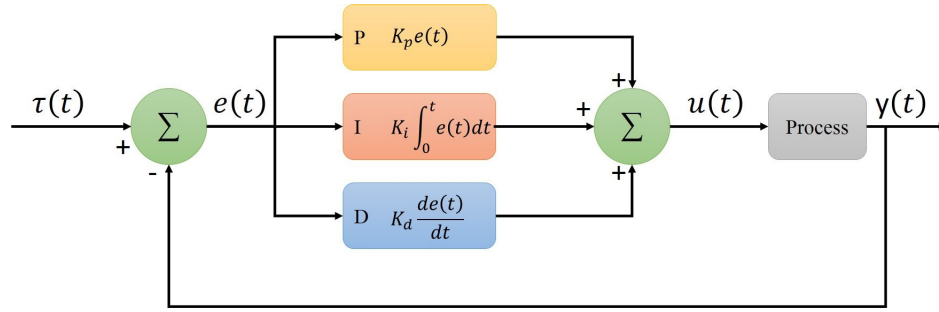 P K_p e(t)
τ(t)
+
-
Σ
e(t)
I K_i ∫_0^t e(t)dt
D K_d de(t)/dt
+
+
+
Σ
u(t)
Process
y(t)